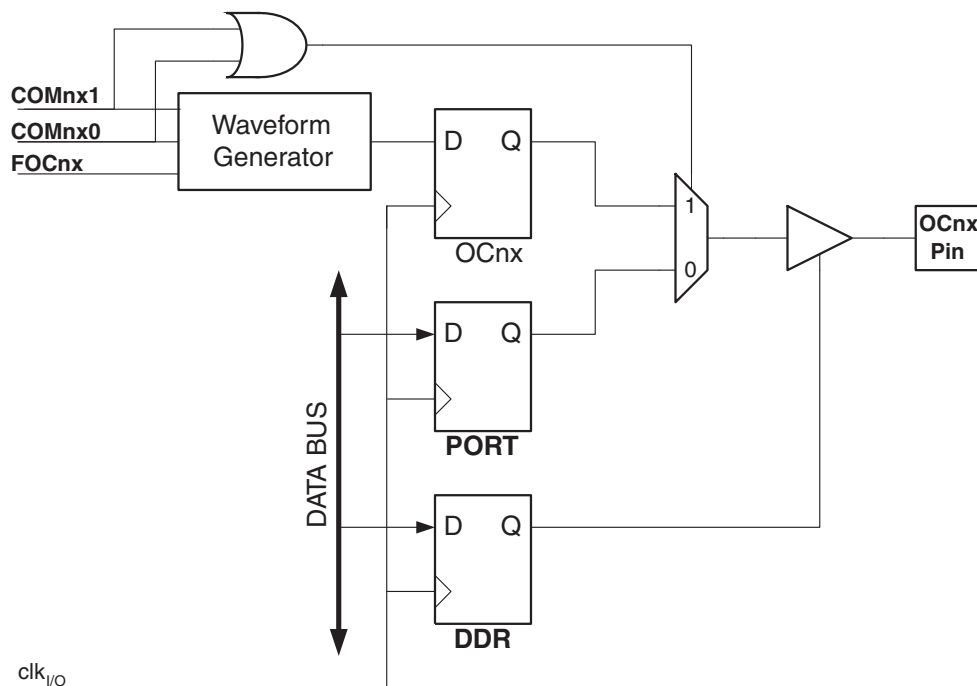 COMnx1
COMnx0
FOCnx
Waveform
Generator
D Q
OCnx
1
0
OCnx
Pin
D Q
PORT
DATA BUS
D Q
DDR
clkI/O